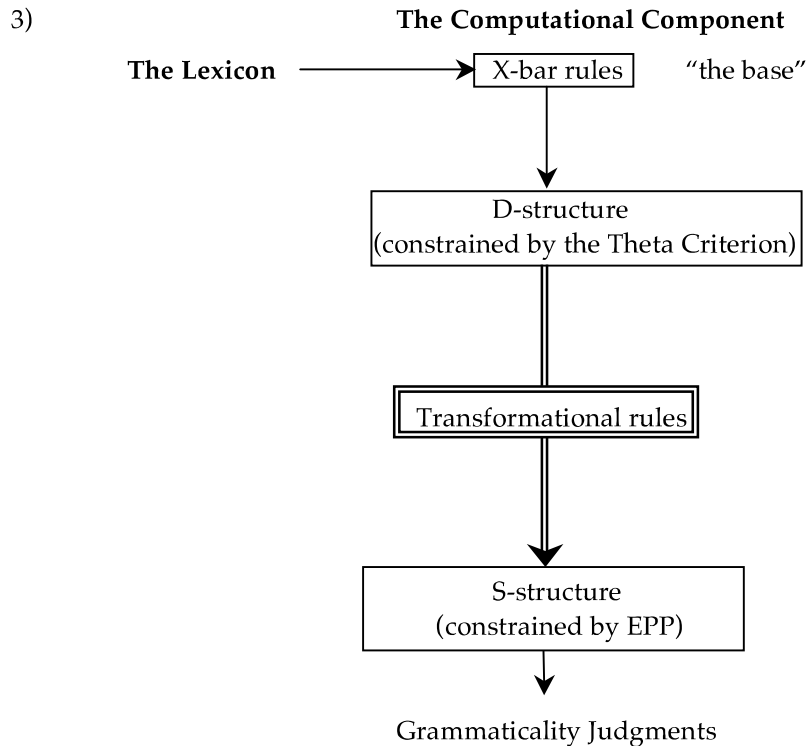 3)
The Computational Component
The Lexicon
X-bar rules
“the base”
D-structure
(constrained by the Theta Criterion)
Transformational rules
S-structure
(constrained by EPP)
Grammaticality Judgments